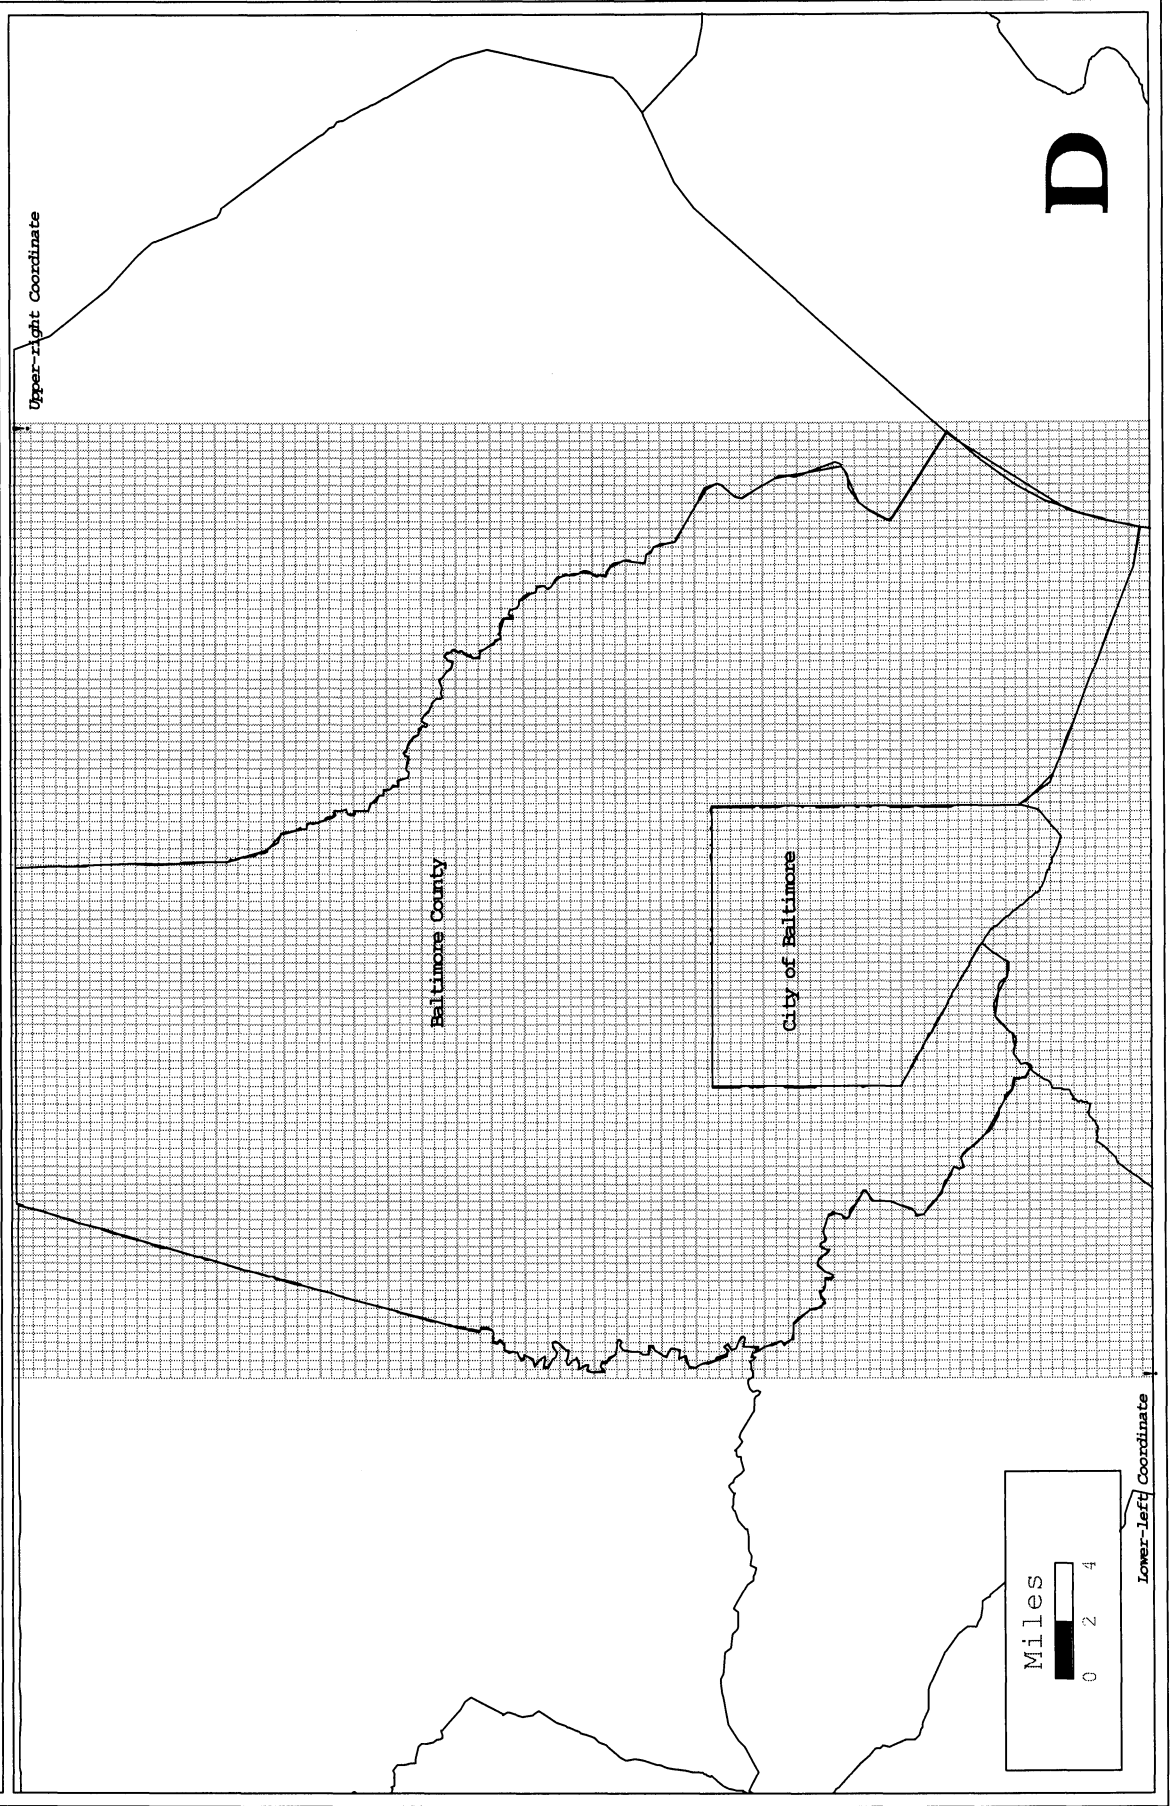 Upper-right Coordinate
Baltimore County
City of Baltimore
D
Lower-left Coordinate
Miles
0 2 4